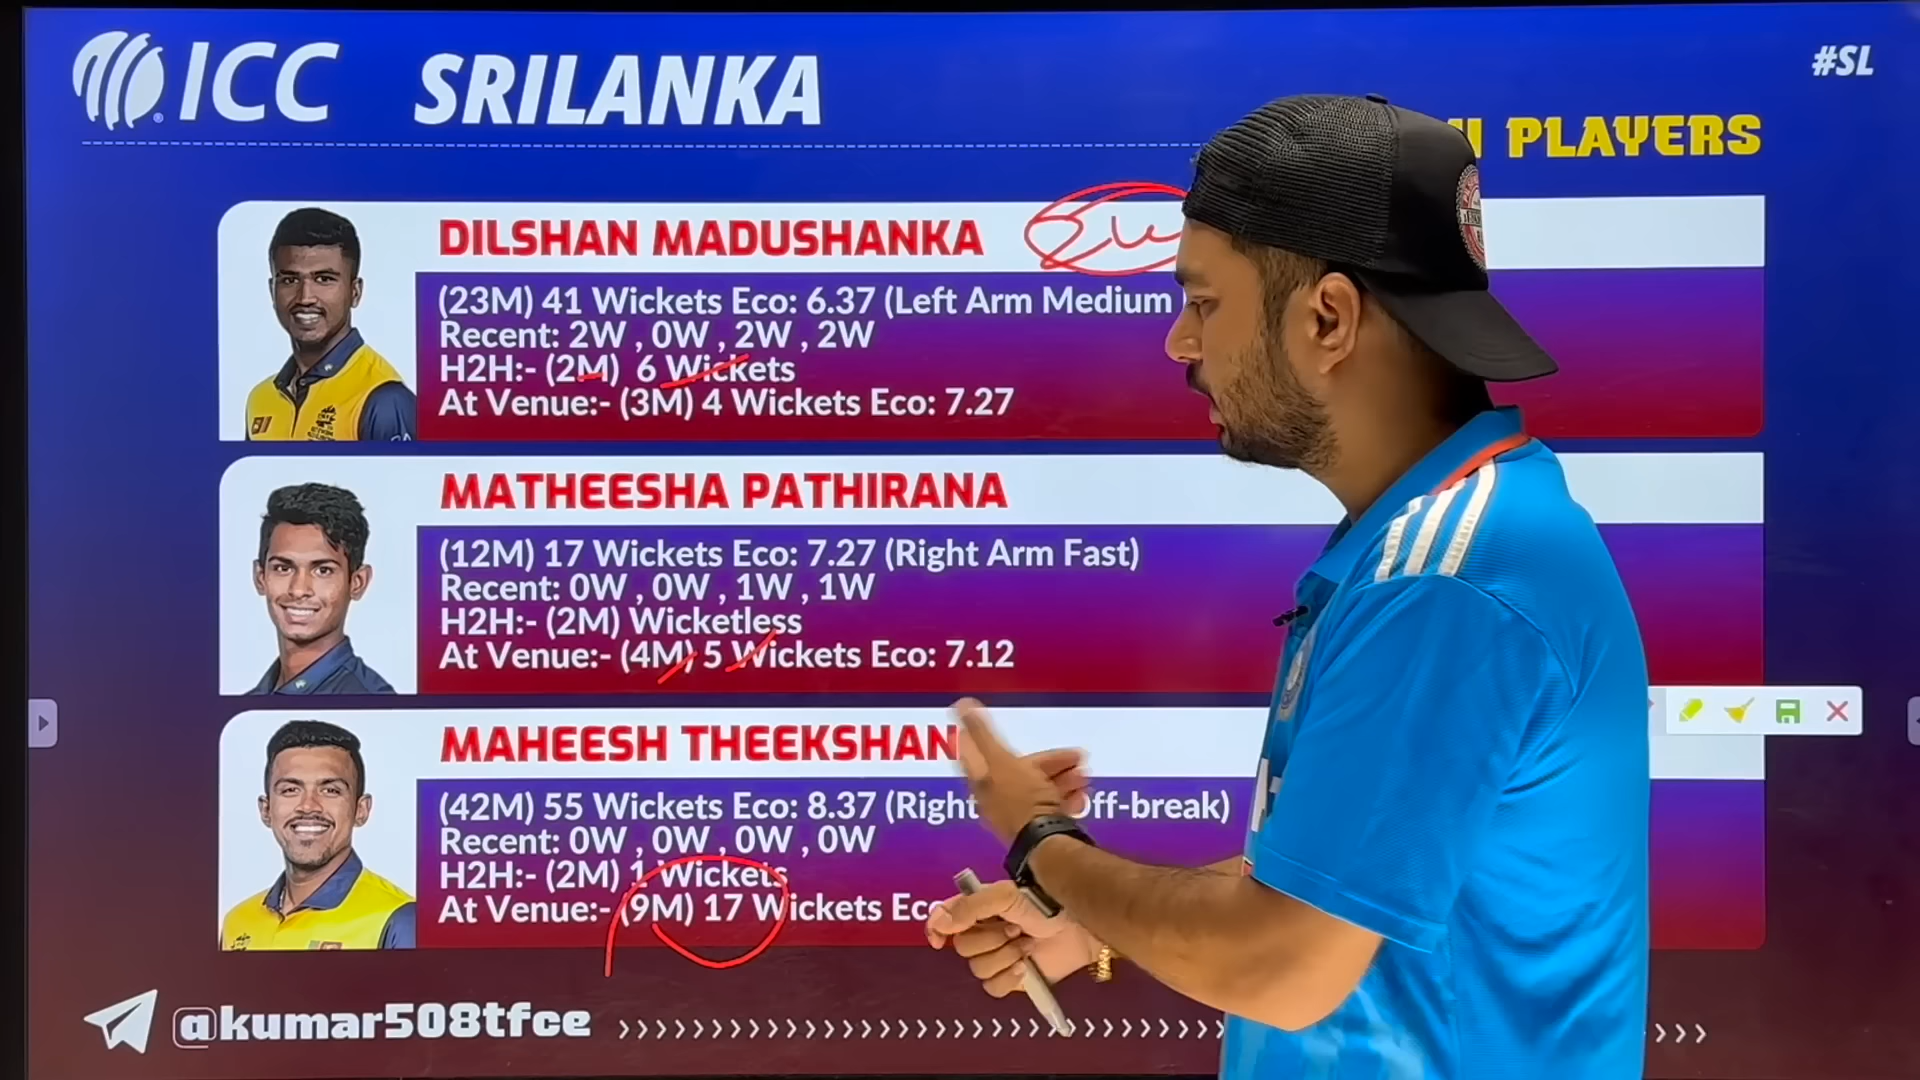 ICC SRILANKA
#SL
PLAYERS
DILSHAN MADUSHANKA
(23M) 41 Wickets Eco: 6.37 (Left Arm Medium
Recent: 2W , 0W , 2W , 2W
H2H:- (2M) 6 Wickets
At Venue:- (3M) 4 Wickets Eco: 7.27
MATHEESHA PATHIRANA
(12M) 17 Wickets Eco: 7.27 (Right Arm Fast)
Recent: 0W , 0W , 1W , 1W
H2H:- (2M) Wicketless
At Venue:- (4M) 5 Wickets Eco: 7.12
MAHEESH THEEKSHAN
(42M) 55 Wickets Eco: 8.37 (Right Off-break)
Recent: 0W , 0W , 0W , 0W
H2H:- (2M) 1 Wickets
At Venue:- (9M) 17 Wickets Eco
@kumar508tfce